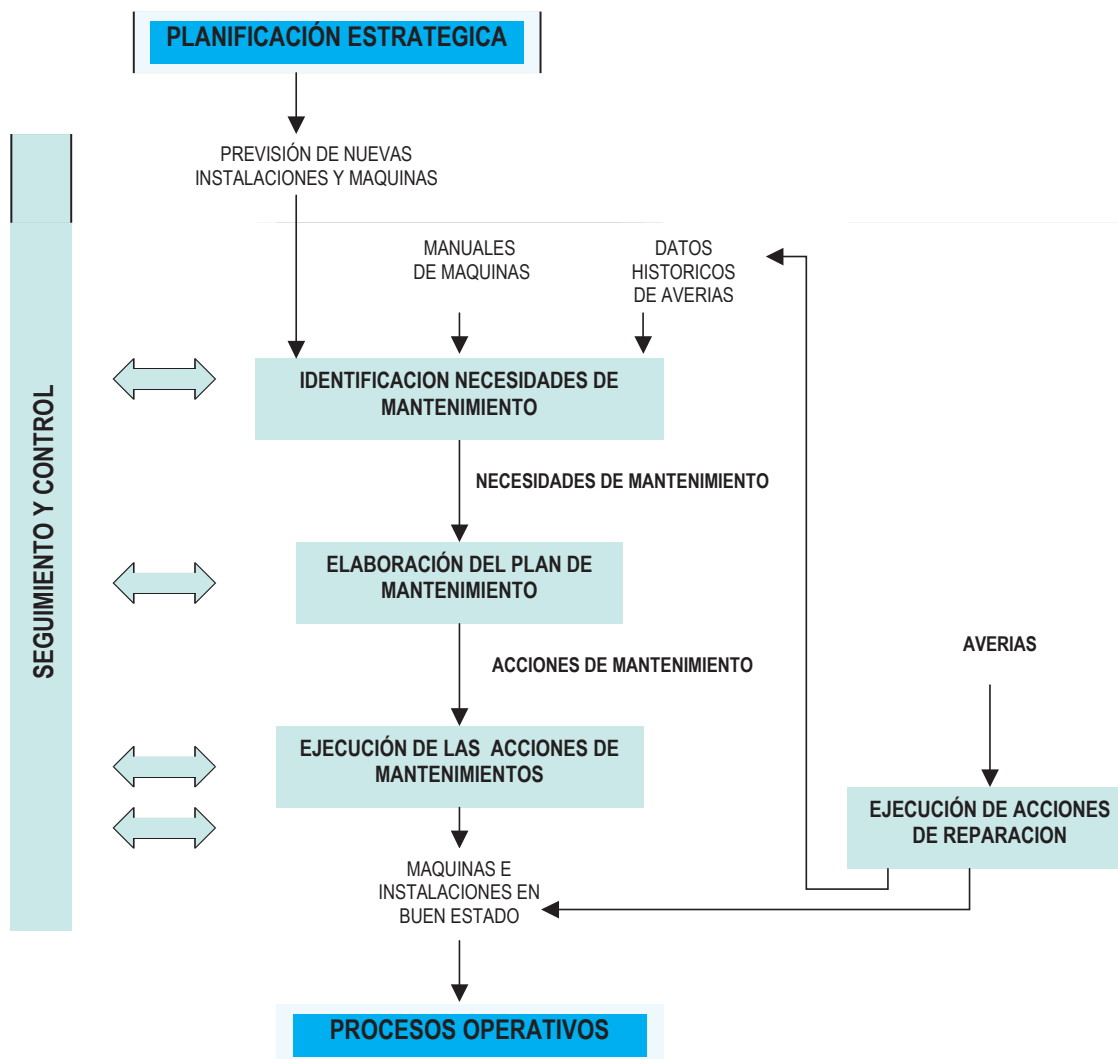 PLANIFICACIÓN ESTRATEGICA
PREVISIÓN DE NUEVAS
INSTALACIONES Y MAQUINAS
MANUALES
DE MAQUINAS
DATOS
HISTORICOS
DE AVERIAS
IDENTIFICACION NECESIDADES DE
MANTENIMIENTO
NECESIDADES DE MANTENIMIENTO
ELABORACIÓN DEL PLAN DE
MANTENIMIENTO
ACCIONES DE MANTENIMIENTO
EJECUCIÓN DE LAS  ACCIONES DE
MANTENIMIENTOS
MAQUINAS E
INSTALACIONES EN
BUEN ESTADO
PROCESOS OPERATIVOS
SEGUIMIENTO Y CONTROL
AVERIAS
EJECUCIÓN DE ACCIONES
DE REPARACION